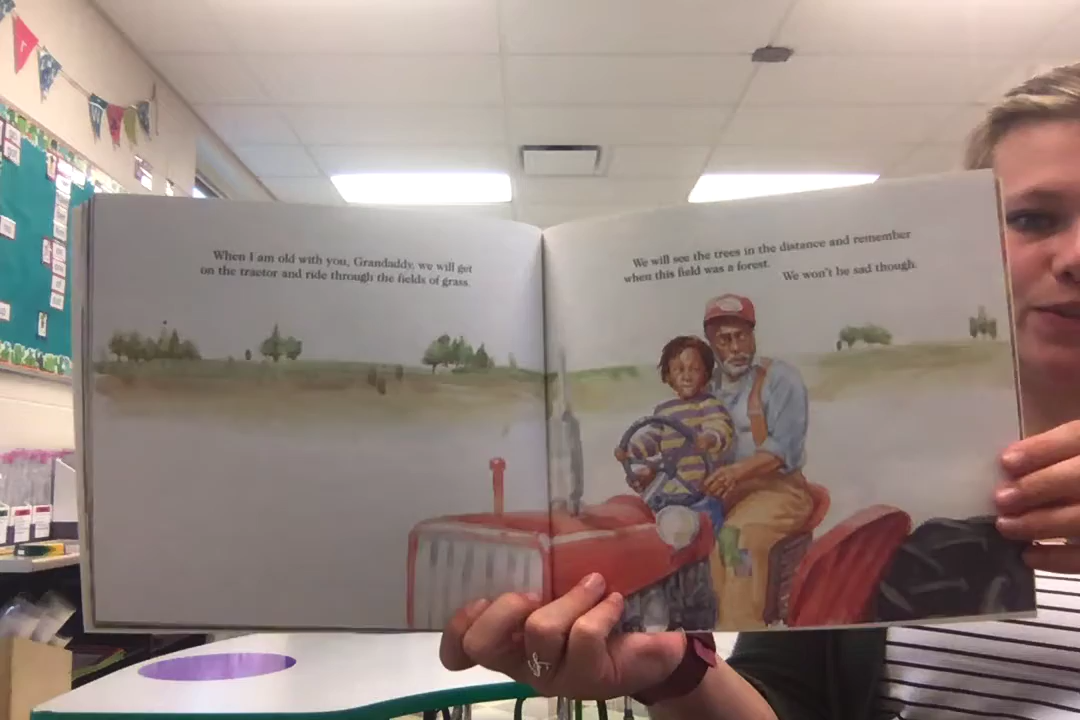 When I am old with you, Grandaddy, we will get
on the tractor and ride through the fields of grass.
We will see the trees in the distance and remember
when this field was a forest.
We won't be sad though.